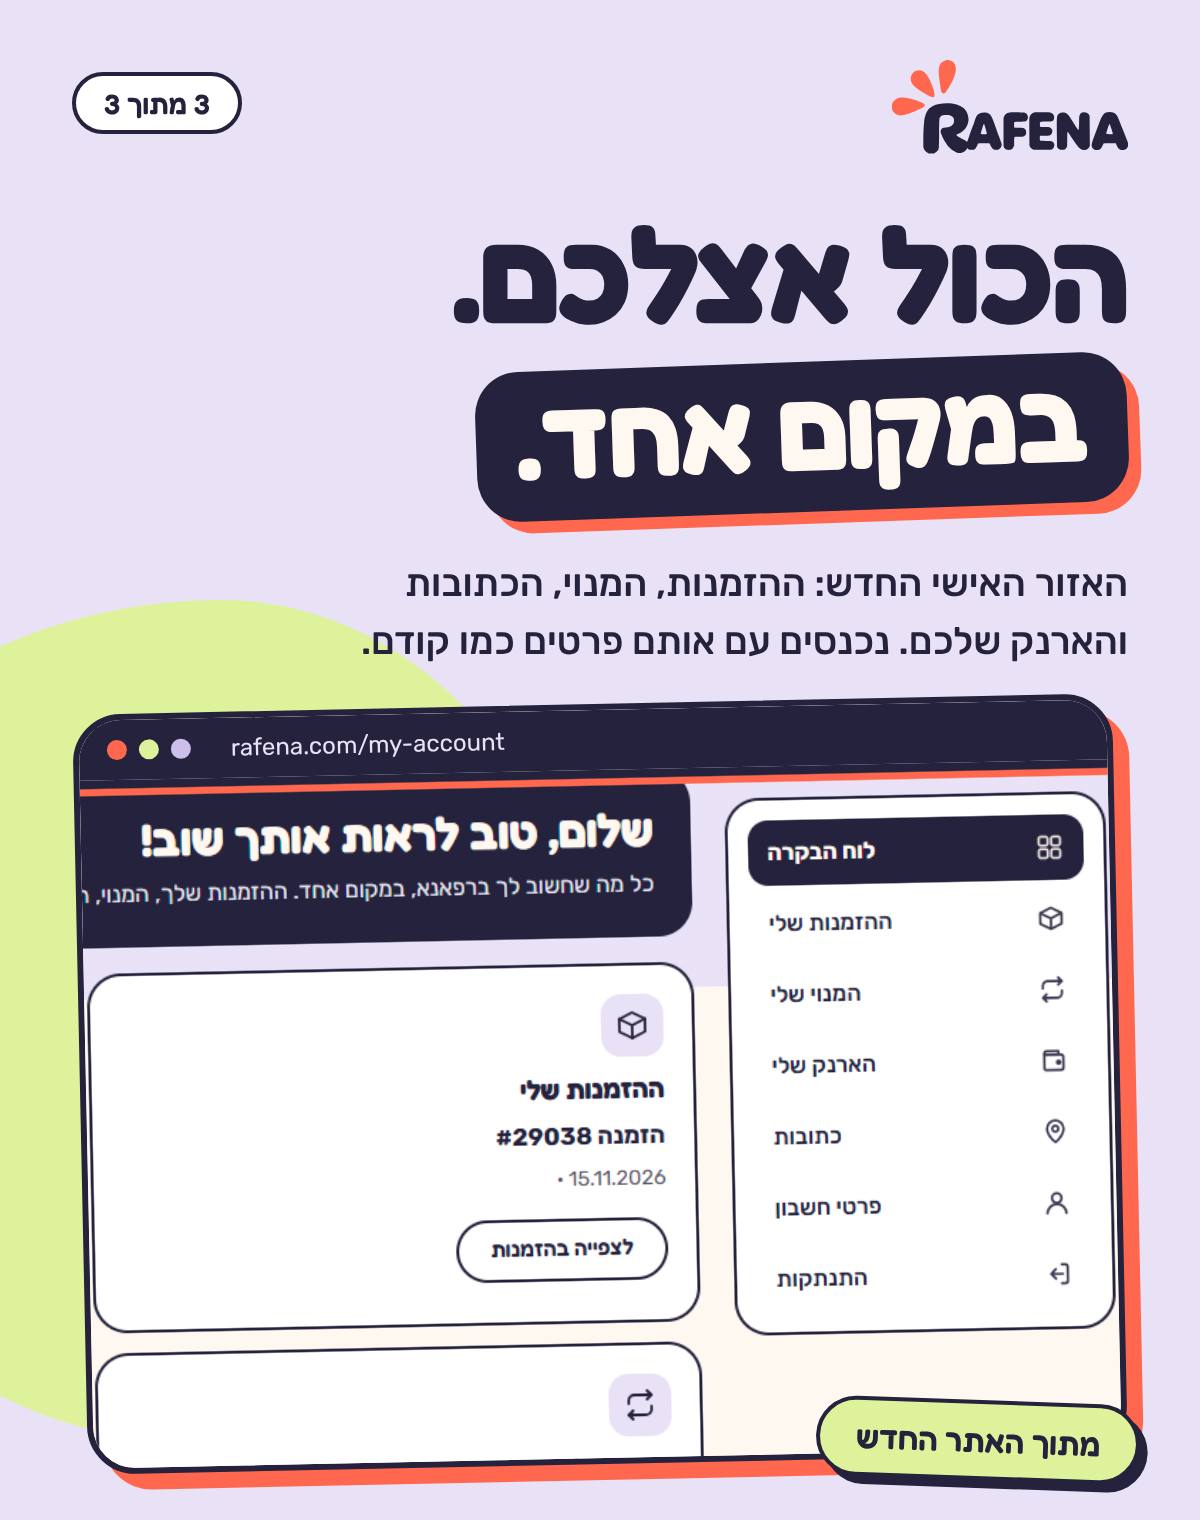 RAFENA
3 מתוך 3
הכול אצלכם.
במקום אחד.
האזור האישי החדש: ההזמנות, המנוי, הכתובות
והארנק שלכם. נכנסים עם אותם פרטים כמו קודם.
rafena.com/my-account
לוח הבקרה
ההזמנות שלי
המנוי שלי
הארנק שלי
כתובות
פרטי חשבון
התנתקות
שלום, טוב לראות אותך שוב!
כל מה שחשוב לך ברפאנא, במקום אחד. ההזמנות שלך, המנוי,
ההזמנות שלי
הזמנה #29038
15.11.2026 •
לצפייה בהזמנות
מתוך האתר החדש